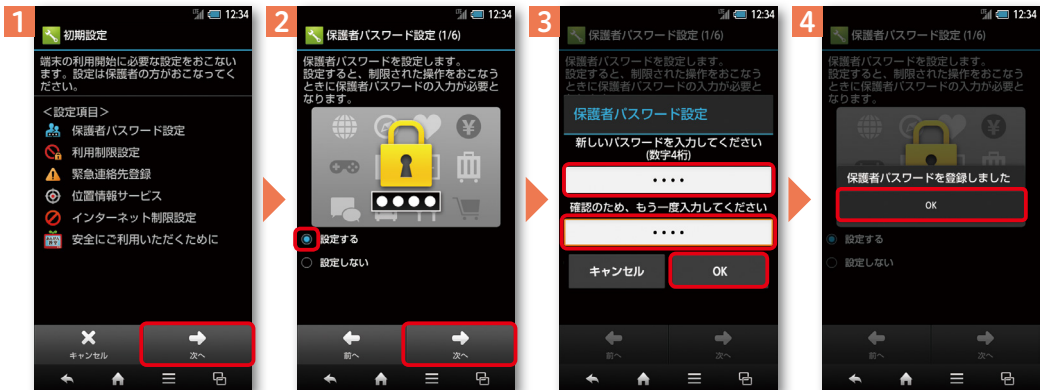 1
12:34
初期設定
端末の利用開始に必要な設定をおこない
ます。設定は保護者の方がおこなってく
ださい。
＜設定項目＞
保護者パスワード設定
利用制限設定
緊急連絡先登録
位置情報サービス
インターネット制限設定
安全にご利用いただくために
キャンセル
次へ
2
12:34
保護者パスワード設定 (1/6)
保護者パスワードを設定します。
設定すると、制限された操作をおこなう
ときに保護者パスワードの入力が必要と
なります。
設定する
設定しない
前へ
次へ
3
12:34
保護者パスワード設定 (1/6)
保護者パスワードを設定します。
設定すると、制限された操作をおこなう
ときに保護者パスワードの入力が必要と
保護者パスワード設定
新しいパスワードを入力してください
(数字4桁)
・・・・
確認のため、もう一度入力してください
・・・・
キャンセル
OK
前へ
次へ
4
12:34
保護者パスワード設定 (1/6)
保護者パスワードを設定します。
設定すると、制限された操作をおこなう
ときに保護者パスワードの入力が必要と
なります。
保護者パスワードを登録しました
OK
設定する
設定しない
前へ
次へ